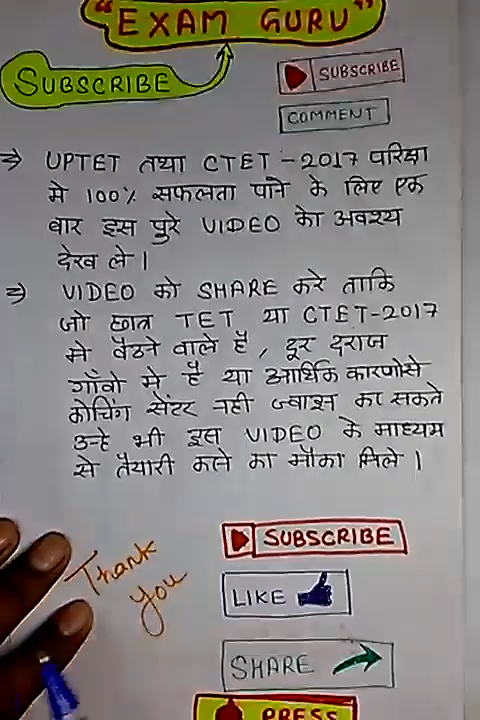 "EXAM GURU"
SUBSCRIBE
SUBSCRIBE
COMMENT
⇒ UPTET तथा CTET - 2017 परिक्षा
मे 100% सफलता पाने के लिए एक
बार इस पुरे VIDEO को अवश्य
देख ले।
⇒ VIDEO को SHARE करे ताकि
जो छात्र TET या CTET-2017
मे बैठने वाले है, दूर दराज
गाँवो मे है या आर्थिक कारणोसे
कोचिंग सेंटर नही ज्वाइन कर सकते
उन्हे भी इस VIDEO के माध्यम
से तैयारी करने का मौका मिले।
Thank
you
SUBSCRIBE
LIKE
SHARE
PRESS